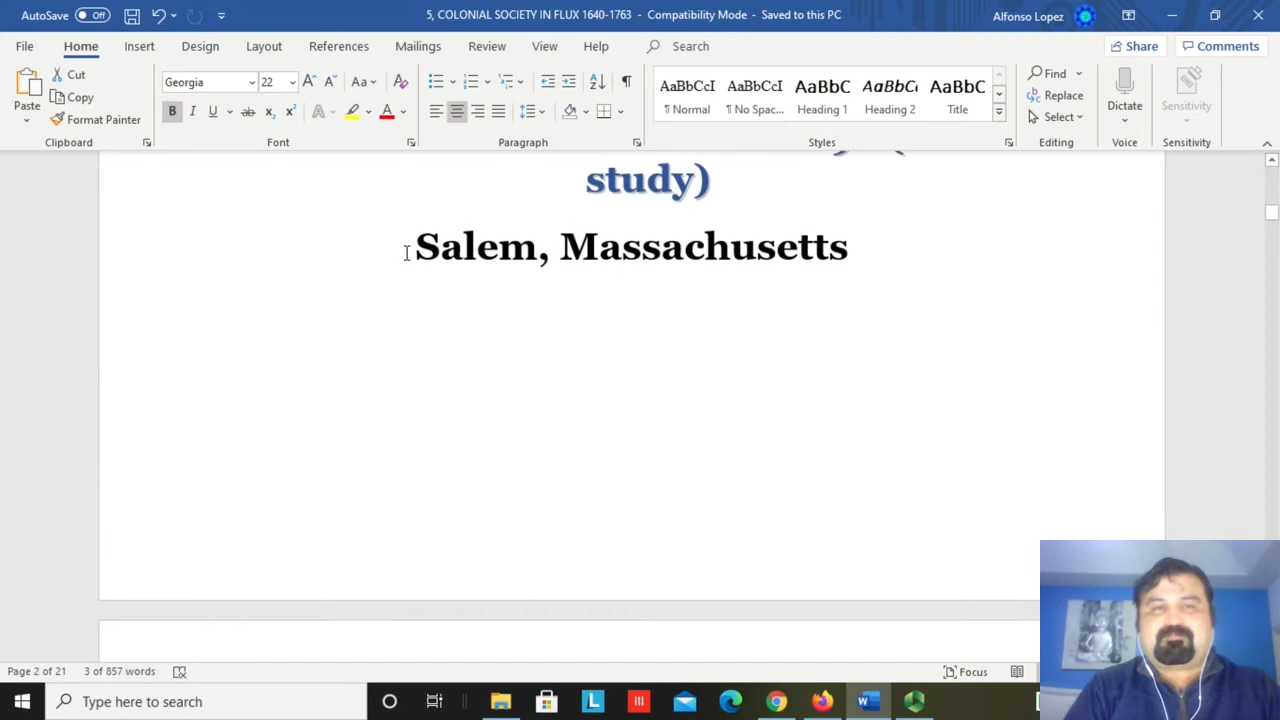 AutoSave Off
5, COLONIAL SOCIETY IN FLUX 1640-1763 - Compatibility Mode - Saved to this PC
Alfonso Lopez
File Home Insert Design Layout References Mailings Review View Help Search Share Comments
Paste
Cut
Copy
Format Painter
Clipboard
Georgia 22
Font
Paragraph
AaBbCcI AaBbCcI AaBbC AaBbC AaBbC
¶ Normal ¶ No Spac... Heading 1 Heading 2 Title
Styles
Find
Replace
Select
Editing
Dictate
Voice
Sensitivity
Sensitivity
study)
Salem, Massachusetts
Page 2 of 21 3 of 857 words
Focus
Type here to search